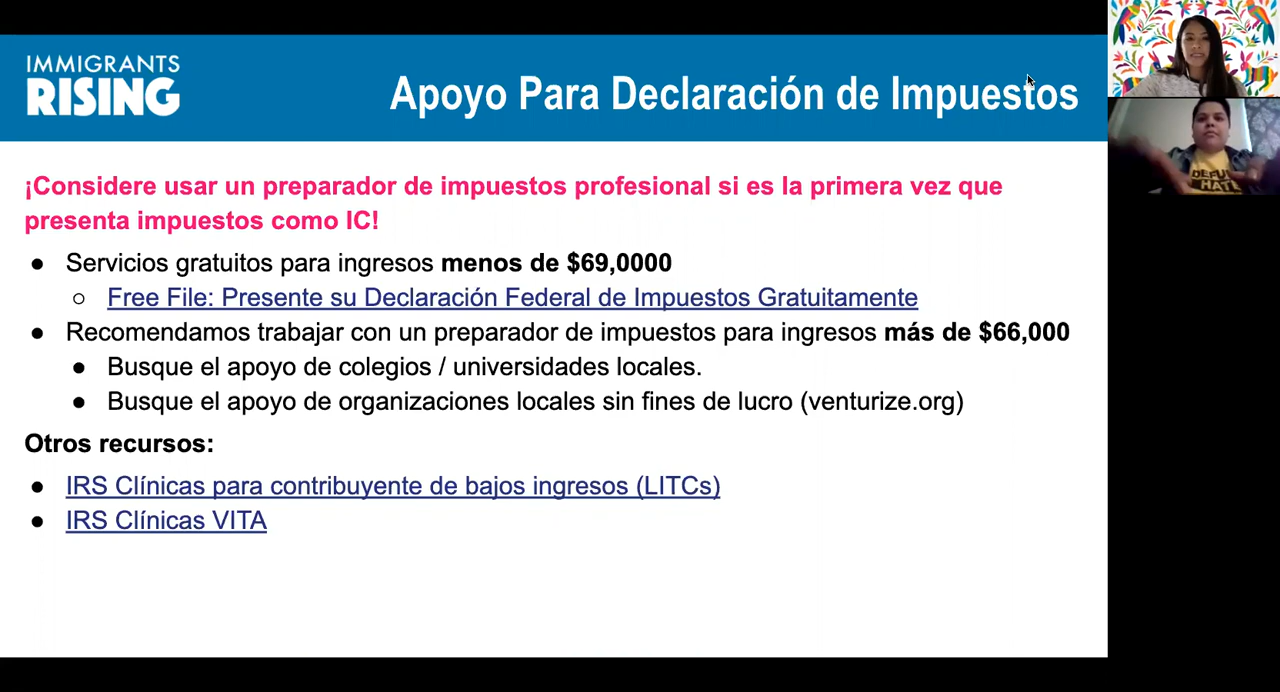 IMMIGRANTS
RISING
Apoyo Para Declaración de Impuestos
¡Considere usar un preparador de impuestos profesional si es la primera vez que
presenta impuestos como IC!
● Servicios gratuitos para ingresos menos de $69,0000
○ Free File: Presente su Declaración Federal de Impuestos Gratuitamente
● Recomendamos trabajar con un preparador de impuestos para ingresos más de $66,000
● Busque el apoyo de colegios / universidades locales.
● Busque el apoyo de organizaciones locales sin fines de lucro (venturize.org)
Otros recursos:
● IRS Clínicas para contribuyente de bajos ingresos (LITCs)
● IRS Clínicas VITA
HATE